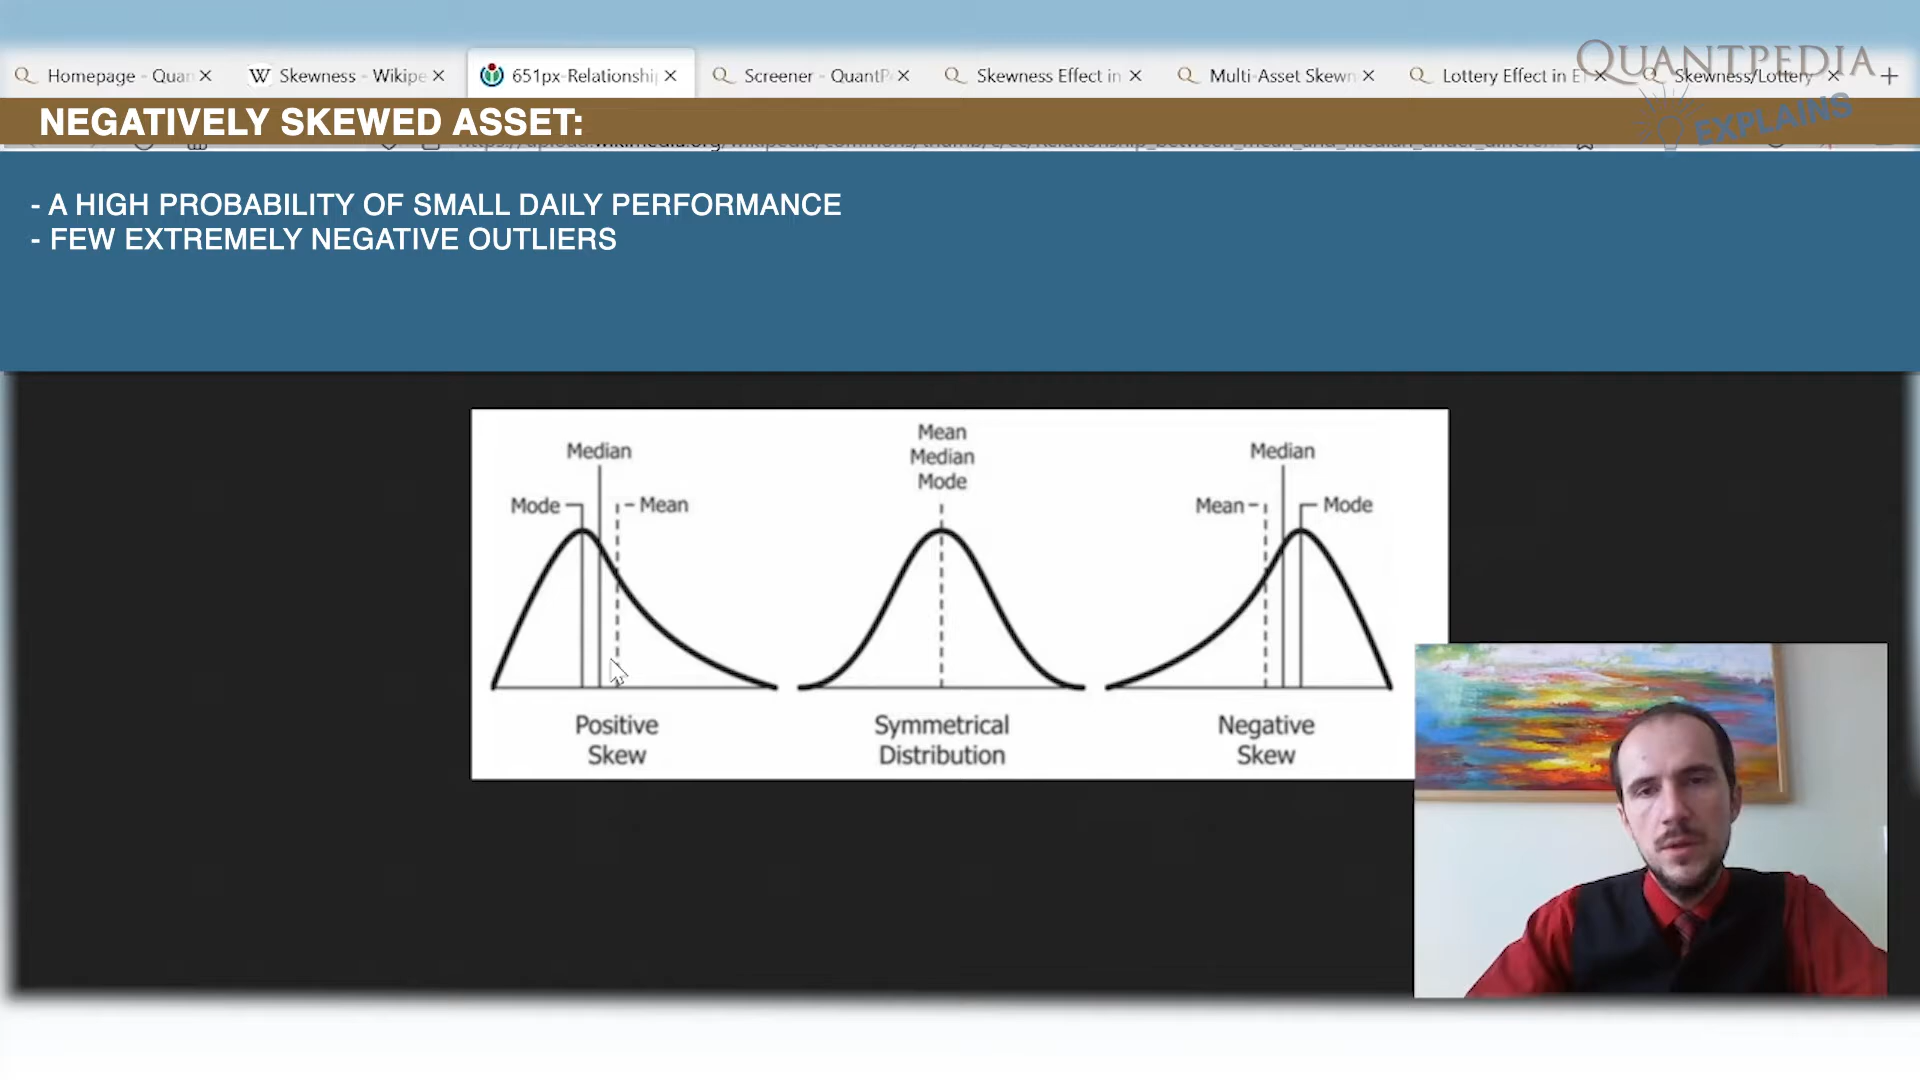 QUANTPEDIA
Homepage - Quan
Skewness - Wikipe
651px-Relationshi
Screener - QuantP
Skewness Effect in
Multi-Asset Skewn
Lottery Effect in E
Skewness/Lottery
EXPLAINS
NEGATIVELY SKEWED ASSET:
- A HIGH PROBABILITY OF SMALL DAILY PERFORMANCE
- FEW EXTREMELY NEGATIVE OUTLIERS
Median
Mode
Mean
Positive
Skew
Mean
Median
Mode
Symmetrical
Distribution
Median
Mean
Mode
Negative
Skew